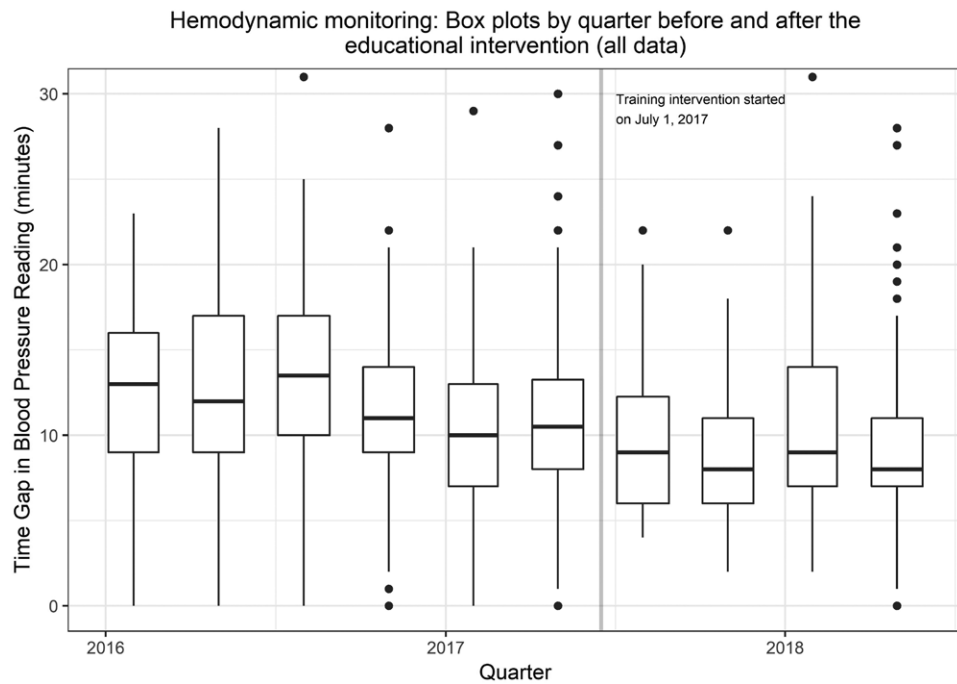 Hemodynamic monitoring: Box plots by quarter before and after the
educational intervention (all data)
Time Gap in Blood Pressure Reading (minutes)
30
20
10
0
Training intervention started
on July 1, 2017
2016
2017
2018
Quarter